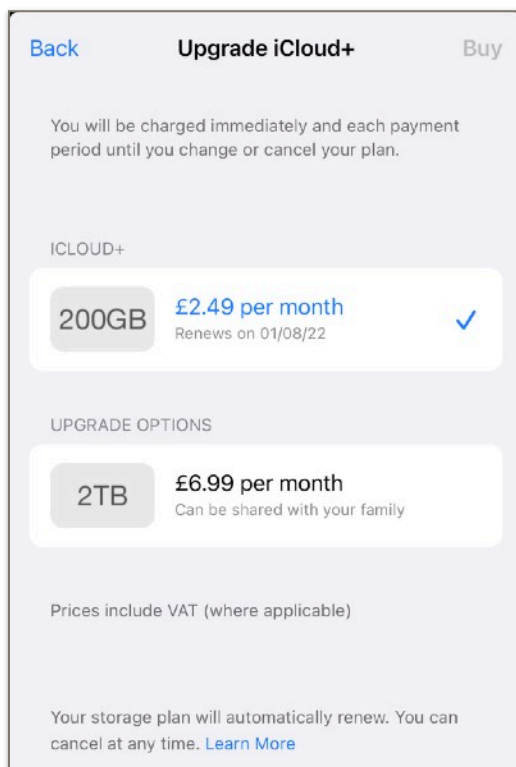 Back Upgrade iCloud+ Buy
You will be charged immediately and each payment
period until you change or cancel your plan.
ICLOUD+
200GB £2.49 per month
Renews on 01/08/22
UPGRADE OPTIONS
2TB £6.99 per month
Can be shared with your family
Prices include VAT (where applicable)
Your storage plan will automatically renew. You can
cancel at any time. Learn More